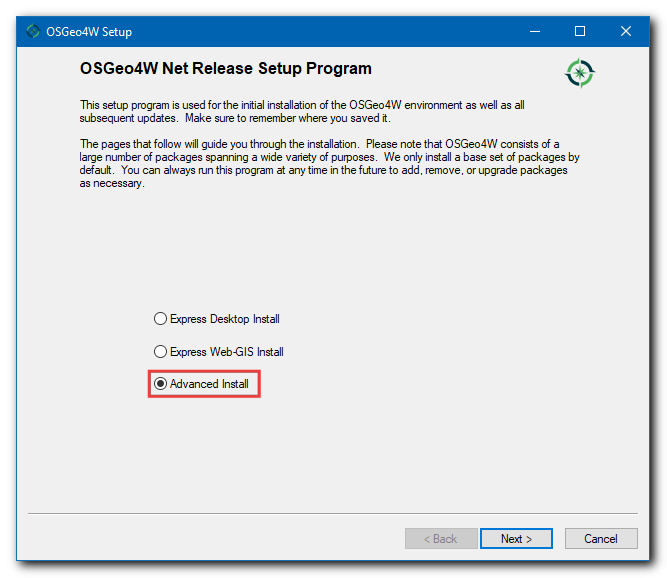 OSGeo4W Setup
OSGeo4W Net Release Setup Program
This setup program is used for the initial installation of the OSGeo4W environment as well as all
subsequent updates.  Make sure to remember where you saved it.
The pages that follow will guide you through the installation.  Please note that OSGeo4W consists of a
large number of packages spanning a wide variety of purposes.  We only install a base set of packages by
default.  You can always run this program at any time in the future to add, remove, or upgrade packages
as necessary.
Express Desktop Install
Express Web-GIS Install
Advanced Install
< Back   Next >   Cancel